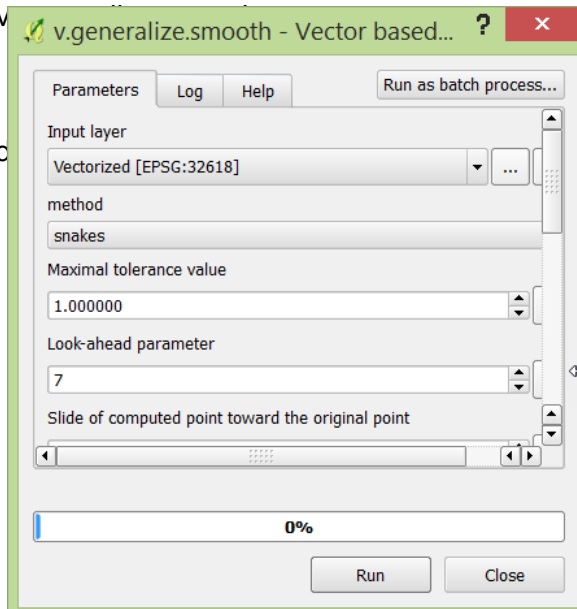 v.generalize.smooth - Vector based... ? ×
Parameters Log Help Run as batch process...
Input layer
Vectorized [EPSG:32618] ...
method
snakes
Maximal tolerance value
1.000000
Look-ahead parameter
7
Slide of computed point toward the original point
0%
Run Close